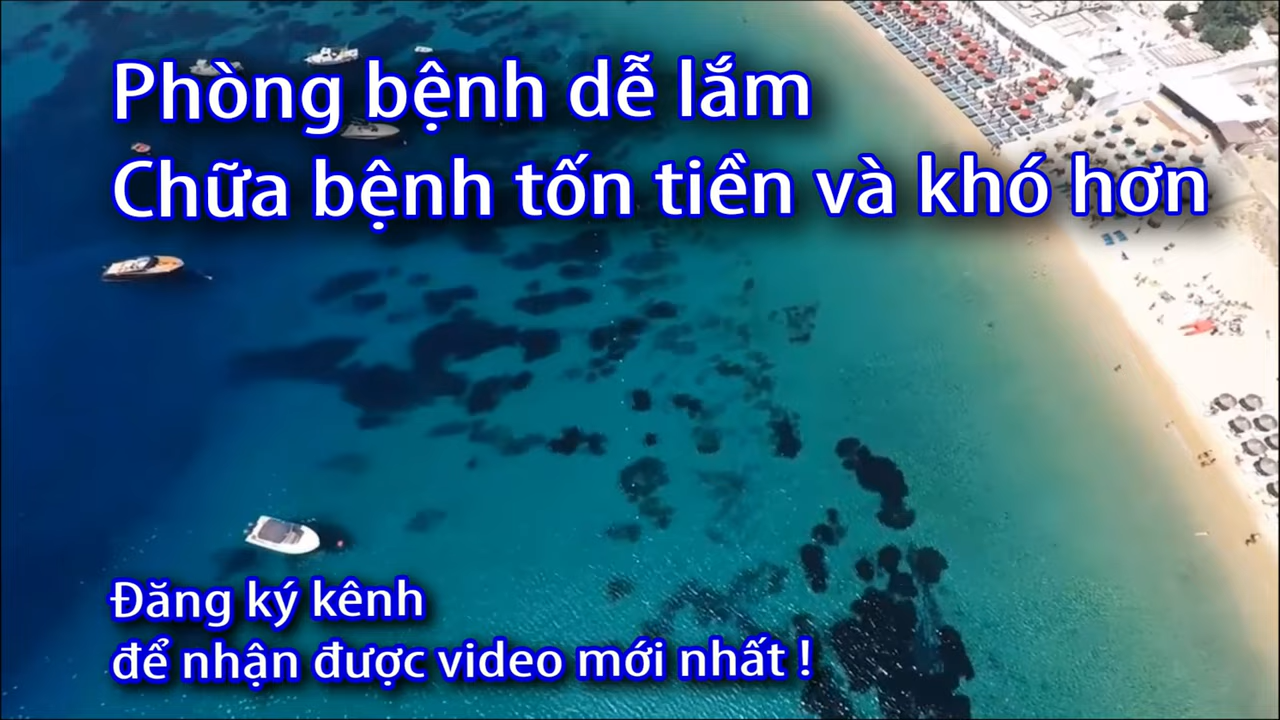 Phòng bệnh dễ lắm
Chữa bệnh tốn tiền và khó hơn
Đăng ký kênh
để nhận được video mới nhất !